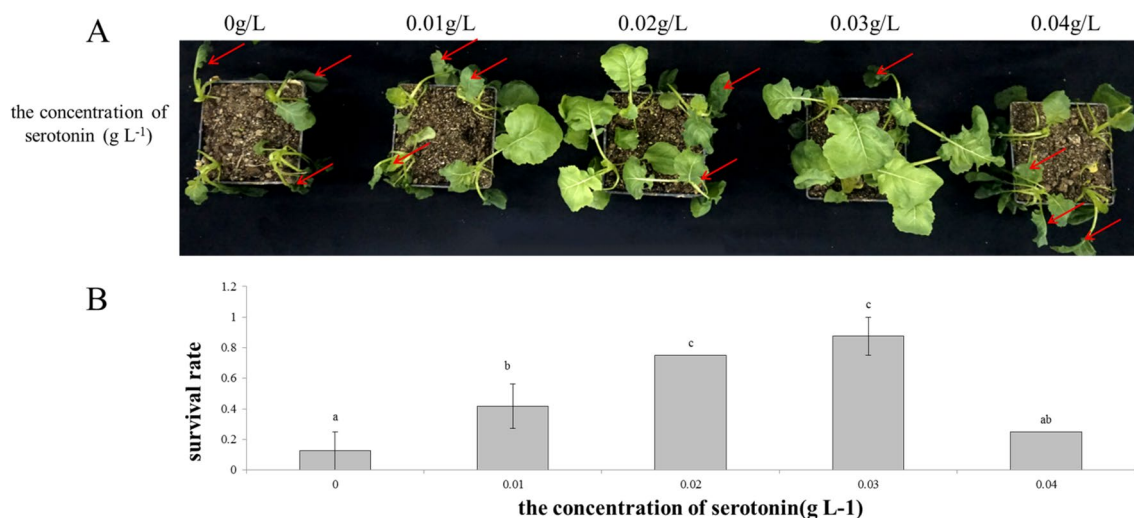 A
0g/L 0.01g/L 0.02g/L 0.03g/L 0.04g/L
the concentration of
serotonin (g L-1)
B
survival rate
1.2
1
0.8
0.6
0.4
0.2
0
a
b
c
c
ab
0 0.01 0.02 0.03 0.04
the concentration of serotonin(g L-1)